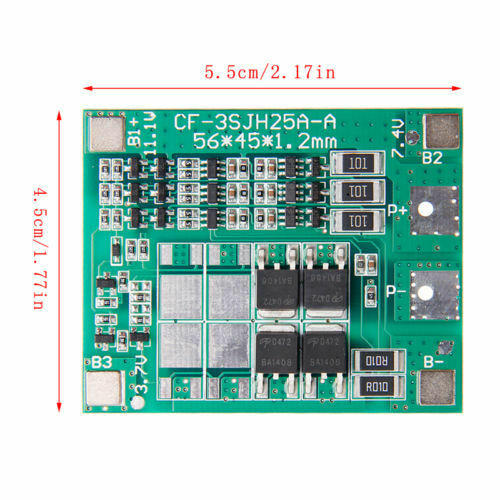 5.5cm/2.17in
4.5cm/1.77in
CF-3SJH25A-A
56*45*1.2mm
B1+
11.1V
7.4V
B2
101
101
101
P+
P-
0472
BA1406
0472
BA1406
0472
BA1406
0472
BA1406
R010
R010
B3
3.7V
B-